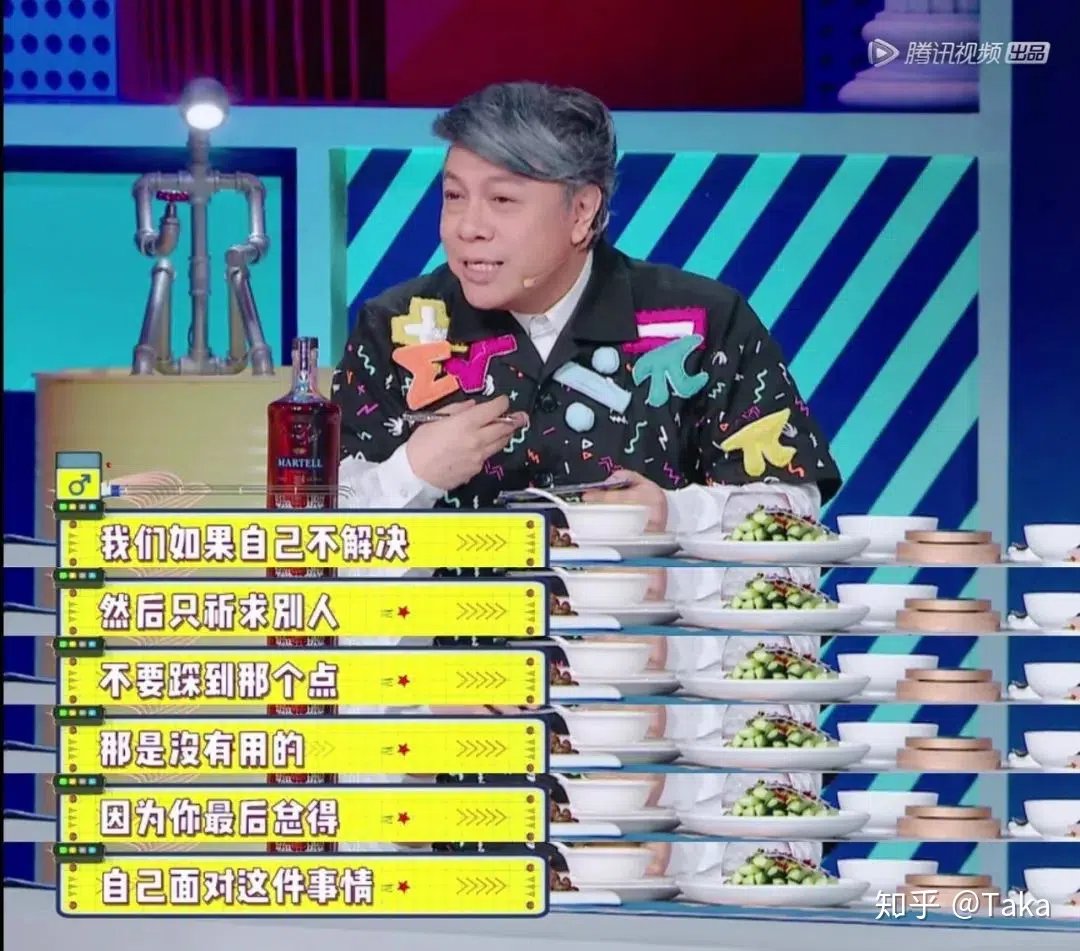 腾讯视频 出品
MARTELL
我们如果自己不解决
然后只祈求别人
不要踩到那个点
那是没有用的
因为你最后总得
自己面对这件事情
知乎 @Taka